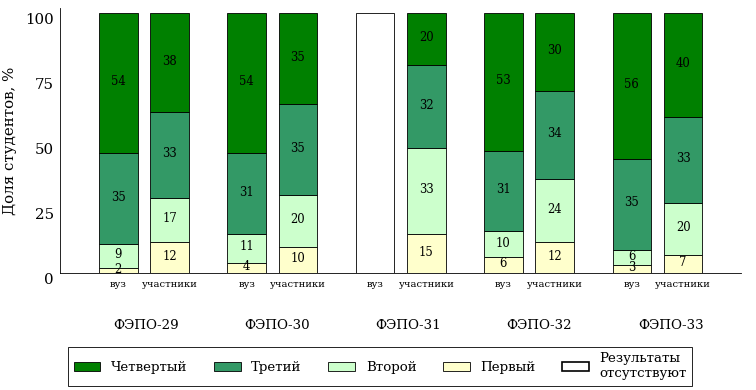 Доля студентов, %
100
75
50
25
0
54 38 54 35 20 53 30 56 40
35 33 31 35 32 31 34 35 33
9 17 11 20 33 10 24 6 20
2 12 4 10 15 6 12 3 7
вуз участники вуз участники вуз участники вуз участники вуз участники
ФЭПО-29 ФЭПО-30 ФЭПО-31 ФЭПО-32 ФЭПО-33
Четвертый Третий Второй Первый Результаты
отсутствуют